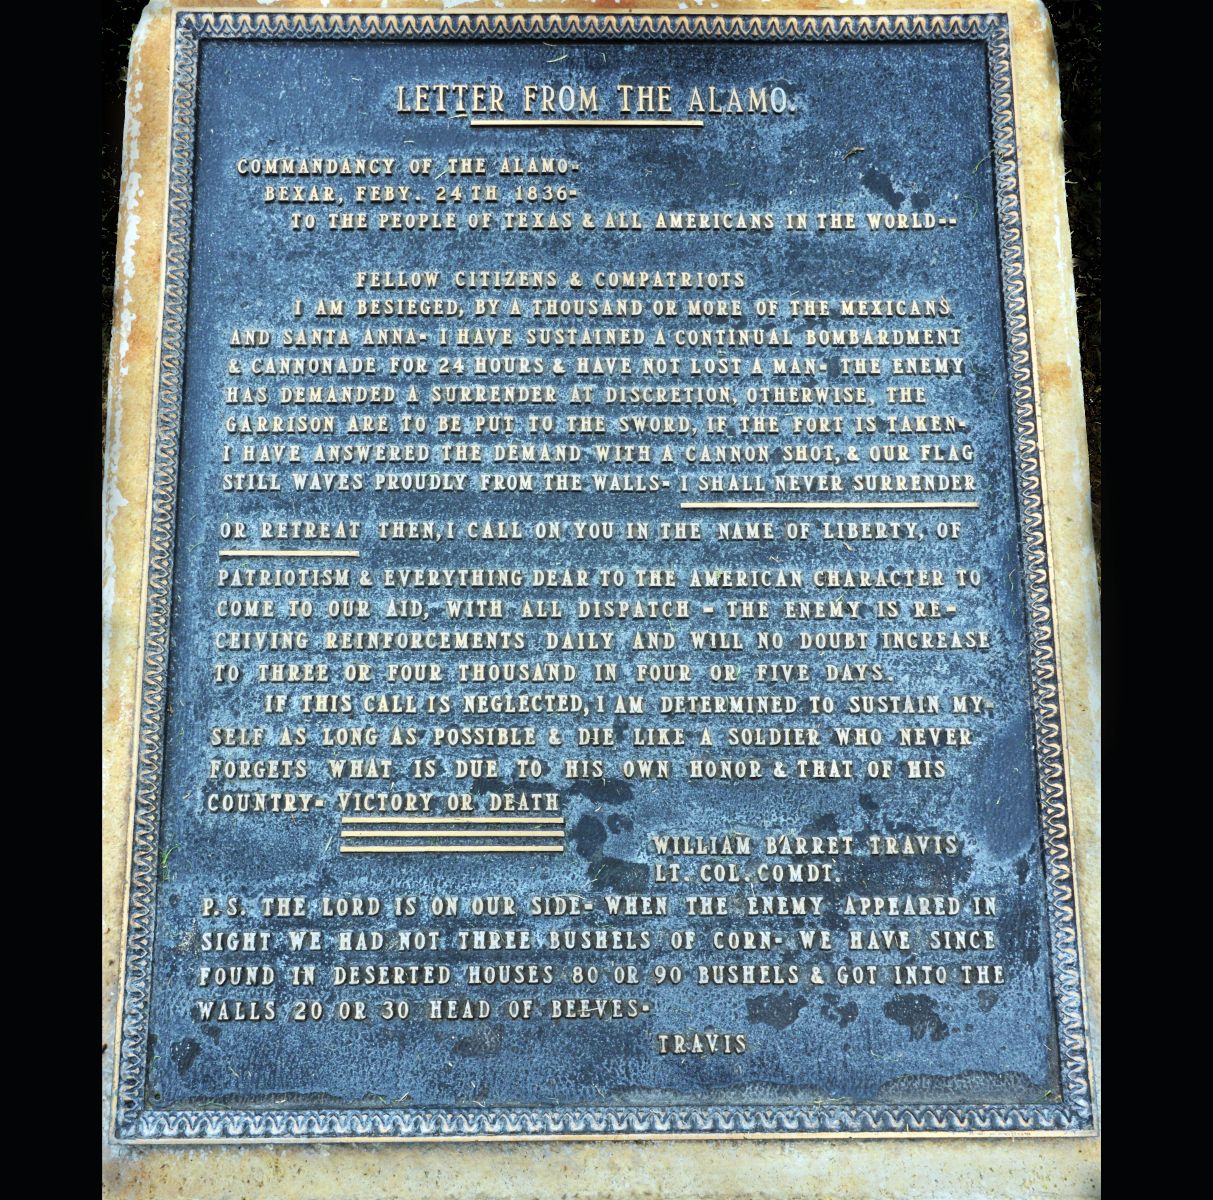 LETTER FROM THE ALAMO.
COMMANDANCY OF THE ALAMO-
BEXAR, FEBY. 24TH 1836-
TO THE PEOPLE OF TEXAS & ALL AMERICANS IN THE WORLD--
FELLOW CITIZENS & COMPATRIOTS
I AM BESIEGED, BY A THOUSAND OR MORE OF THE MEXICANS
AND SANTA ANNA- I HAVE SUSTAINED A CONTINUAL BOMBARDMENT
& CANNONADE FOR 24 HOURS & HAVE NOT LOST A MAN- THE ENEMY
HAS DEMANDED A SURRENDER AT DISCRETION, OTHERWISE, THE
GARRISON ARE TO BE PUT TO THE SWORD, IF THE FORT IS TAKEN-
I HAVE ANSWERED THE DEMAND WITH A CANNON SHOT, & OUR FLAG
STILL WAVES PROUDLY FROM THE WALLS- I SHALL NEVER SURRENDER
OR RETREAT THEN, I CALL ON YOU IN THE NAME OF LIBERTY, OF
PATRIOTISM & EVERYTHING DEAR TO THE AMERICAN CHARACTER TO
COME TO OUR AID, WITH ALL DISPATCH - THE ENEMY IS RE-
CEIVING REINFORCEMENTS DAILY AND WILL NO DOUBT INCREASE
TO THREE OR FOUR THOUSAND IN FOUR OR FIVE DAYS.
IF THIS CALL IS NEGLECTED, I AM DETERMINED TO SUSTAIN MY-
SELF AS LONG AS POSSIBLE & DIE LIKE A SOLDIER WHO NEVER
FORGETS WHAT IS DUE TO HIS OWN HONOR & THAT OF HIS
COUNTRY- VICTORY OR DEATH
WILLIAM BARRET TRAVIS
LT. COL. COMDT.
P.S. THE LORD IS ON OUR SIDE- WHEN THE ENEMY APPEARED IN
SIGHT WE HAD NOT THREE BUSHELS OF CORN- WE HAVE SINCE
FOUND IN DESERTED HOUSES 80 OR 90 BUSHELS & GOT INTO THE
WALLS 20 OR 30 HEAD OF BEEVES-
TRAVIS